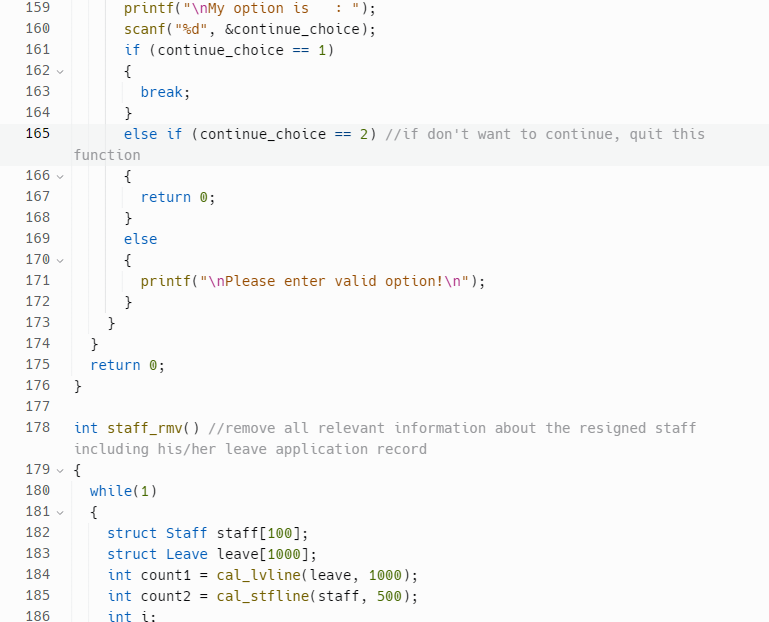 159 printf("\nMy option is   : ");
160 scanf("%d", &continue_choice);
161 if (continue_choice == 1)
162 {
163 break;
164 }
165 else if (continue_choice == 2) //if don't want to continue, quit this
function
166 {
167 return 0;
168 }
169 else
170 {
171 printf("\nPlease enter valid option!\n");
172 }
173 }
174 }
175 return 0;
176 }
177
178 int staff_rmv() //remove all relevant information about the resigned staff
including his/her leave application record
179 {
180 while(1)
181 {
182 struct Staff staff[100];
183 struct Leave leave[1000];
184 int count1 = cal_lvline(leave, 1000);
185 int count2 = cal_stfline(staff, 500);
186 int i;